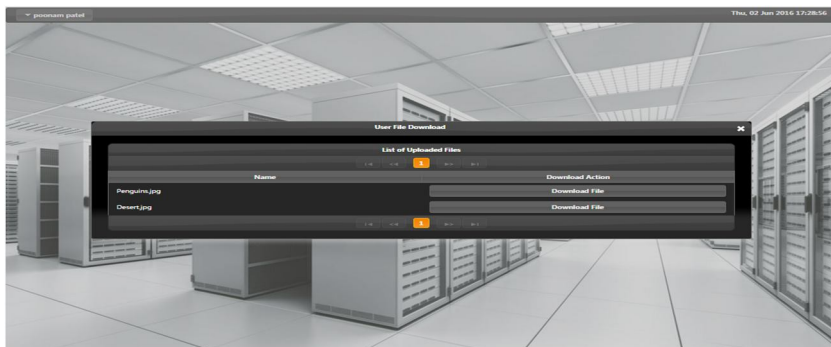 poonam patel
Thu, 02 Jun 2016 17:28:56
User File Download
List of Uploaded Files
1
Name Download Action
Penguins.jpg Download File
Desert.jpg Download File
1